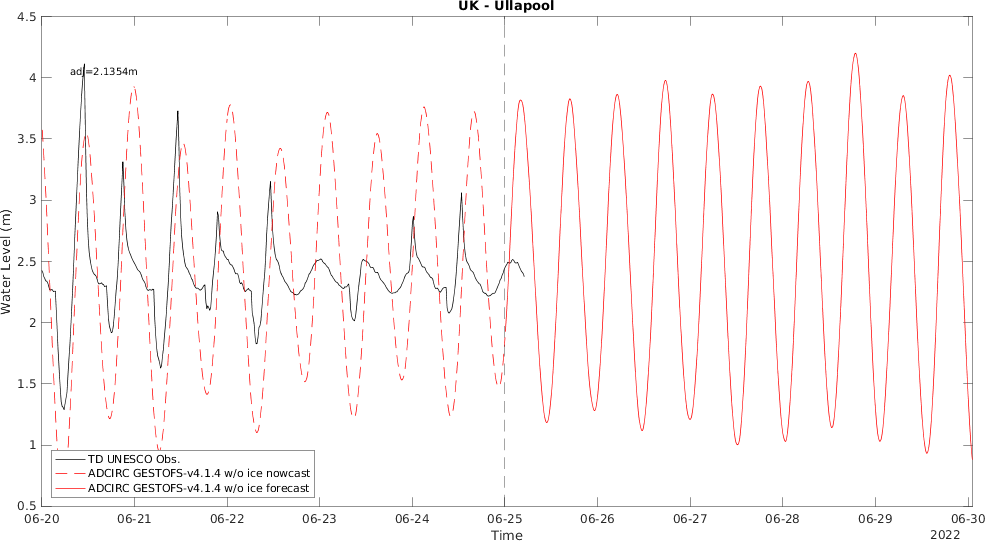 UK - Ullapool
4.5
4
3.5
3
2.5
2
1.5
1
0.5
Water Level (m)
adj=2.1354m
TD UNESCO Obs.
ADCIRC GESTOFS-v4.1.4 w/o ice nowcast
ADCIRC GESTOFS-v4.1.4 w/o ice forecast
06-20 06-21 06-22 06-23 06-24 06-25 06-26 06-27 06-28 06-29 06-30
Time
2022